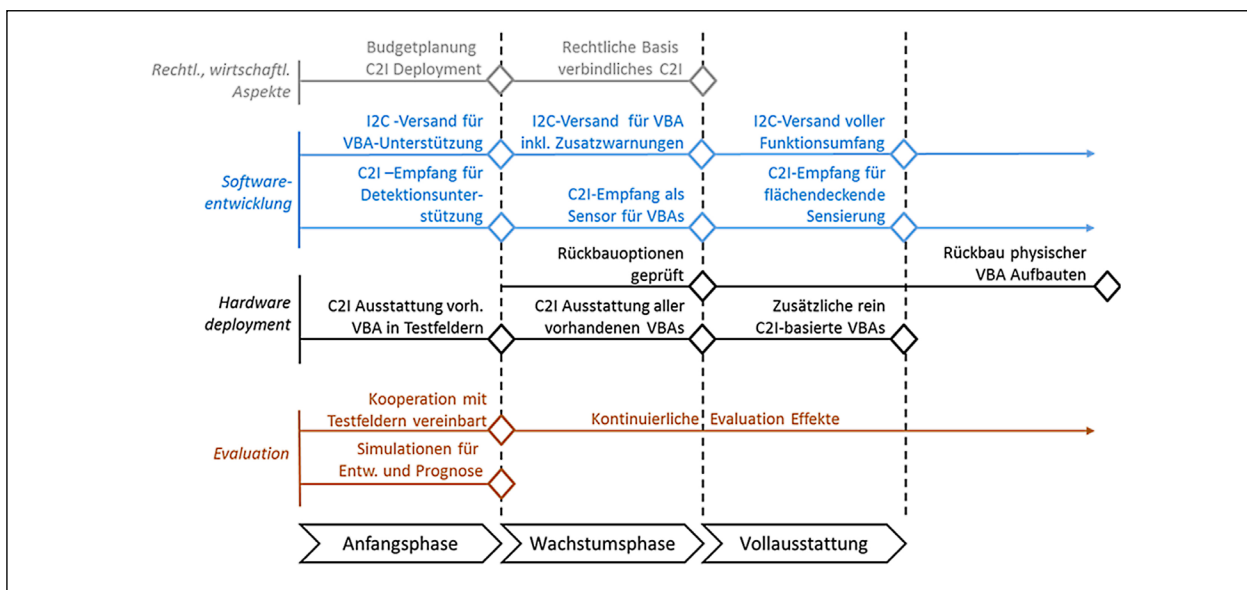 Budgetplanung
C2I Deployment
Rechtliche Basis
verbindliches C2I
Rechtl., wirtschaftl.
Aspekte
I2C -Versand für
VBA-Unterstützung
I2C-Versand für VBA
inkl. Zusatzwarnungen
I2C-Versand voller
Funktionsumfang
Software-
entwicklung
C2I –Empfang für
Detektionsunter-
stützung
C2I-Empfang als
Sensor für VBAs
C2I-Empfang für
flächendeckende
Sensierung
Rückbauoptionen
geprüft
Rückbau physischer
VBA Aufbauten
Hardware
deployment
C2I Ausstattung vorh.
VBA in Testfeldern
C2I Ausstattung aller
vorhandenen VBAs
Zusätzliche rein
C2I-basierte VBAs
Kooperation mit
Testfeldern vereinbart
Kontinuierliche Evaluation Effekte
Evaluation
Simulationen für
Entw. und Prognose
Anfangsphase
Wachstumsphase
Vollausstattung